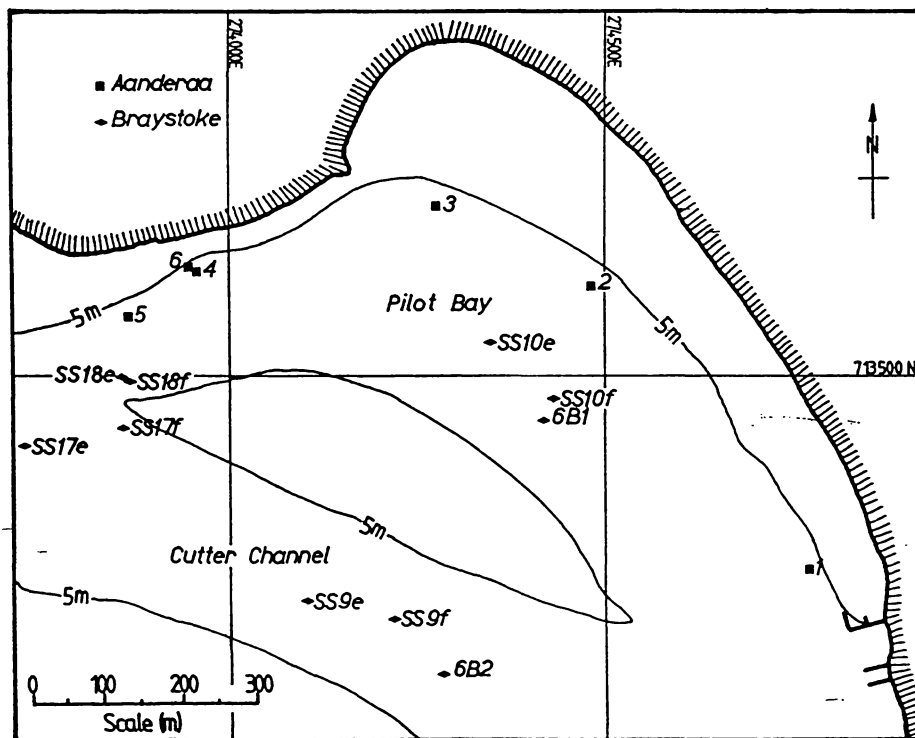 274000E
274500E
Aanderaa
Braystoke
N
3
6
4
2
5m
5
Pilot Bay
5m
SS10e
SS18e
SS18f
713500 N
SS10f
6B1
SS17f
SS17e
5m
Cutter Channel
1
5m
SS9e
SS9f
6B2
0 100 200 300
Scale (m)